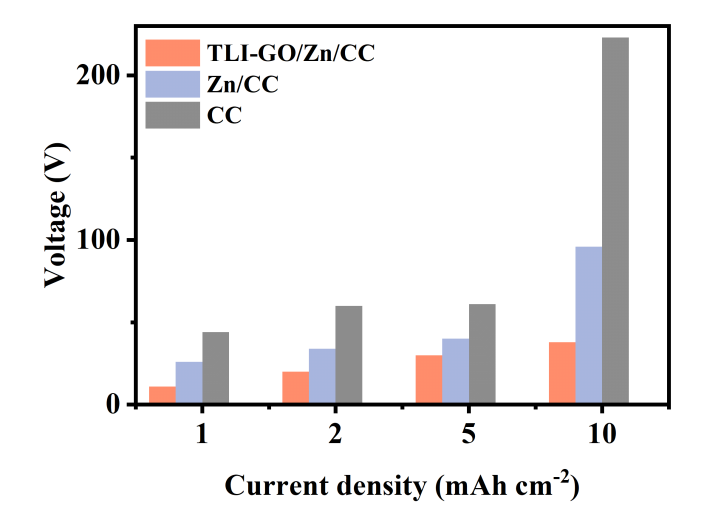 TLI-GO/Zn/CC
Zn/CC
CC
Voltage (V)
200
100
0
1 2 5 10
Current density (mAh cm⁻²)